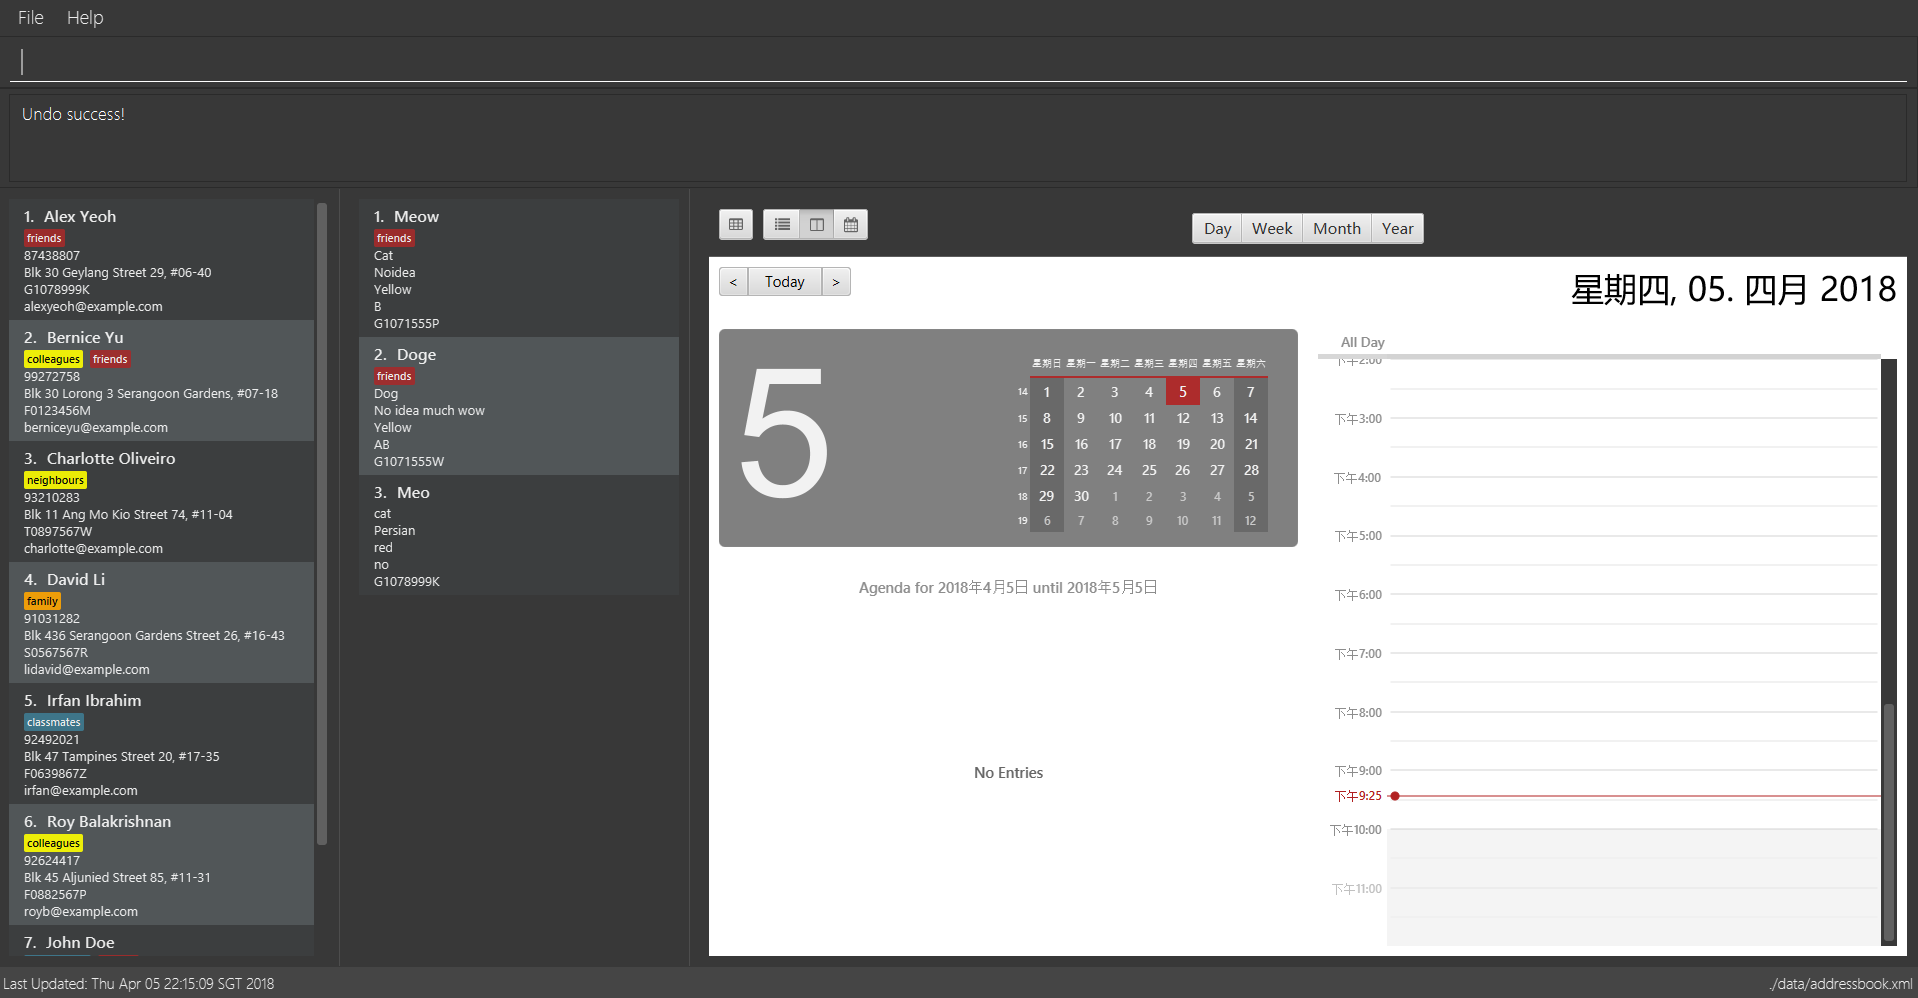 File Help
Undo success!
1. Alex Yeoh
friends
87438807
Blk 30 Geylang Street 29, #06-40
G1078999K
alexyeoh@example.com
2. Bernice Yu
colleagues friends
99272758
Blk 30 Lorong 3 Serangoon Gardens, #07-18
F0123456M
berniceyu@example.com
3. Charlotte Oliveiro
neighbours
93210283
Blk 11 Ang Mo Kio Street 74, #11-04
T0897567W
charlotte@example.com
4. David Li
family
91031282
Blk 436 Serangoon Gardens Street 26, #16-43
S0567567R
lidavid@example.com
5. Irfan Ibrahim
classmates
92492021
Blk 47 Tampines Street 20, #17-35
F0639867Z
irfan@example.com
6. Roy Balakrishnan
colleagues
92624417
Blk 45 Aljunied Street 85, #11-31
F0882567P
royb@example.com
7. John Doe
1. Meow
friends
Cat
Noidea
Yellow
B
G1071555P
2. Doge
friends
Dog
No idea much wow
Yellow
AB
G1071555W
3. Meo
cat
Persian
red
no
G1078999K
Day Week Month Year
< Today >
星期四, 05. 四月 2018
5
星期日 星期一 星期二 星期三 星期四 星期五 星期六
14 1 2 3 4 5 6 7
15 8 9 10 11 12 13 14
16 15 16 17 18 19 20 21
17 22 23 24 25 26 27 28
18 29 30 1 2 3 4 5
19 6 7 8 9 10 11 12
Agenda for 2018年4月5日 until 2018年5月5日
No Entries
All Day
下午2:00
下午3:00
下午4:00
下午5:00
下午6:00
下午7:00
下午8:00
下午9:00
下午9:25
下午10:00
下午11:00
Last Updated: Thu Apr 05 22:15:09 SGT 2018
./data/addressbook.xml